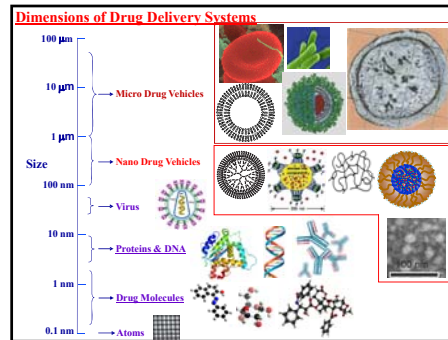 Dimensions of Drug Delivery Systems
100 μm
10 μm
Micro Drug Vehicles
1 μm
Size
Nano Drug Vehicles
100 nm
Virus
10 nm
Proteins & DNA
100 nm
1 nm
Drug Molecules
0.1 nm
Atoms